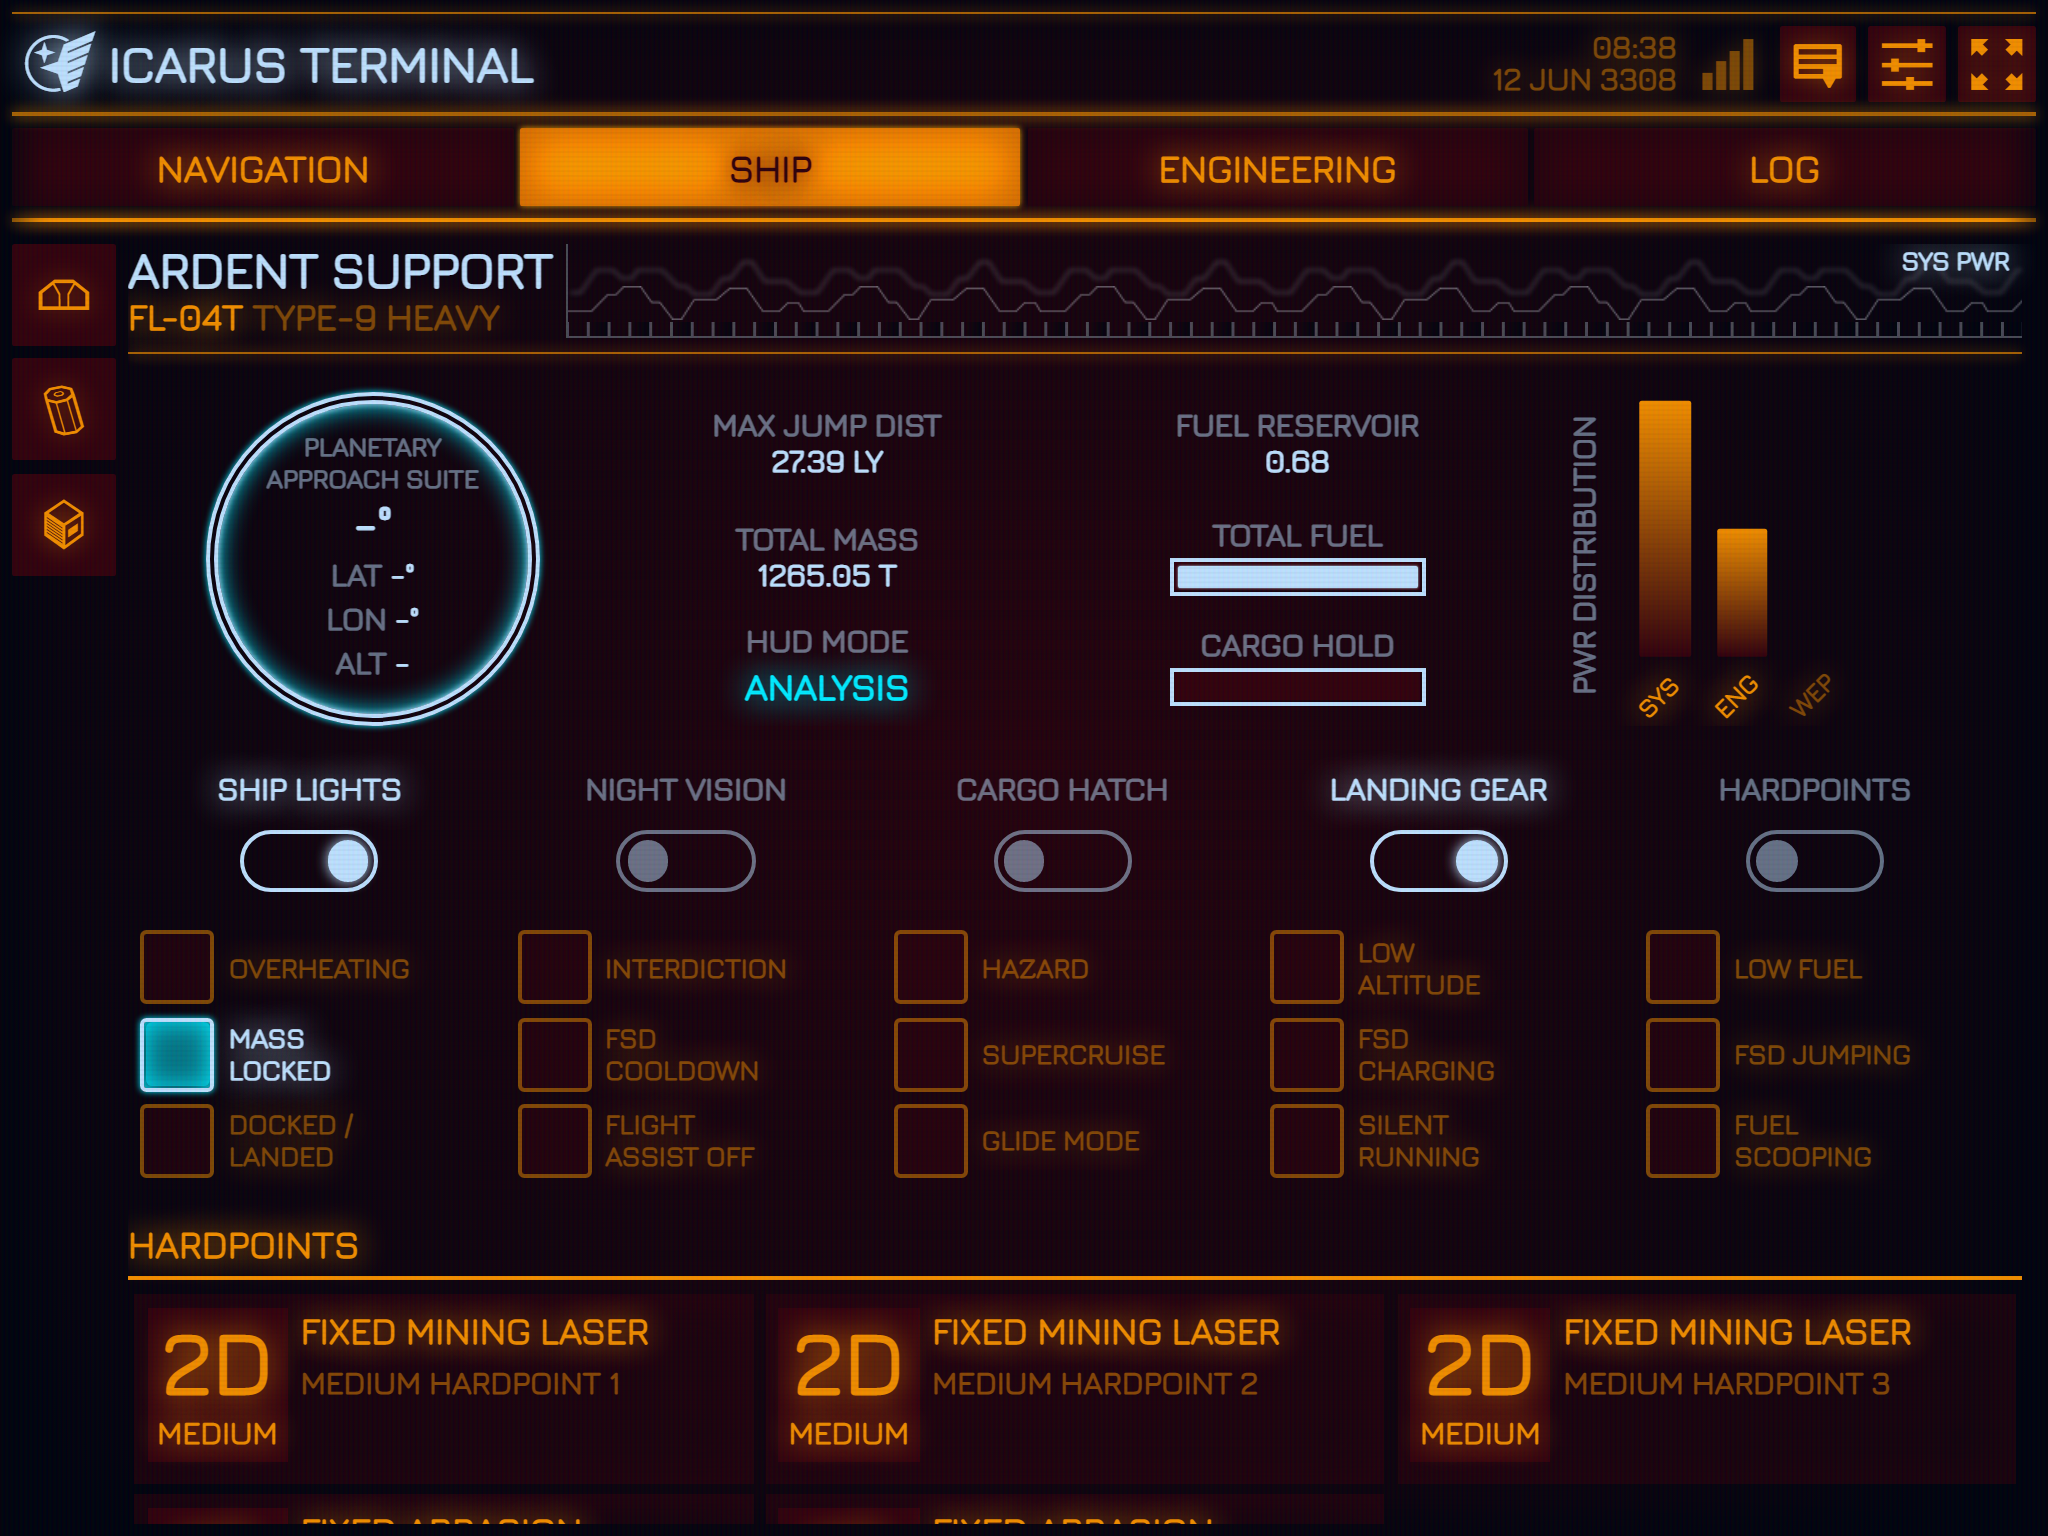 ICARUS TERMINAL
08:38
12 JUN 3308
NAVIGATION
SHIP
ENGINEERING
LOG
ARDENT SUPPORT
FL-04T TYPE-9 HEAVY
SYS PWR
PLANETARY
APPROACH SUITE
-°
LAT -°
LON -°
ALT -
MAX JUMP DIST
27.39 LY
TOTAL MASS
1265.05 T
HUD MODE
ANALYSIS
FUEL RESERVOIR
0.68
TOTAL FUEL
CARGO HOLD
PWR DISTRIBUTION
SYS
ENG
WEP
SHIP LIGHTS
NIGHT VISION
CARGO HATCH
LANDING GEAR
HARDPOINTS
OVERHEATING
INTERDICTION
HAZARD
LOW
ALTITUDE
LOW FUEL
MASS
LOCKED
FSD
COOLDOWN
SUPERCRUISE
FSD
CHARGING
FSD JUMPING
DOCKED /
LANDED
FLIGHT
ASSIST OFF
GLIDE MODE
SILENT
RUNNING
FUEL
SCOOPING
HARDPOINTS
2D
MEDIUM
FIXED MINING LASER
MEDIUM HARDPOINT 1
2D
MEDIUM
FIXED MINING LASER
MEDIUM HARDPOINT 2
2D
MEDIUM
FIXED MINING LASER
MEDIUM HARDPOINT 3
FIXED ABRASION
FIXED ABRASION